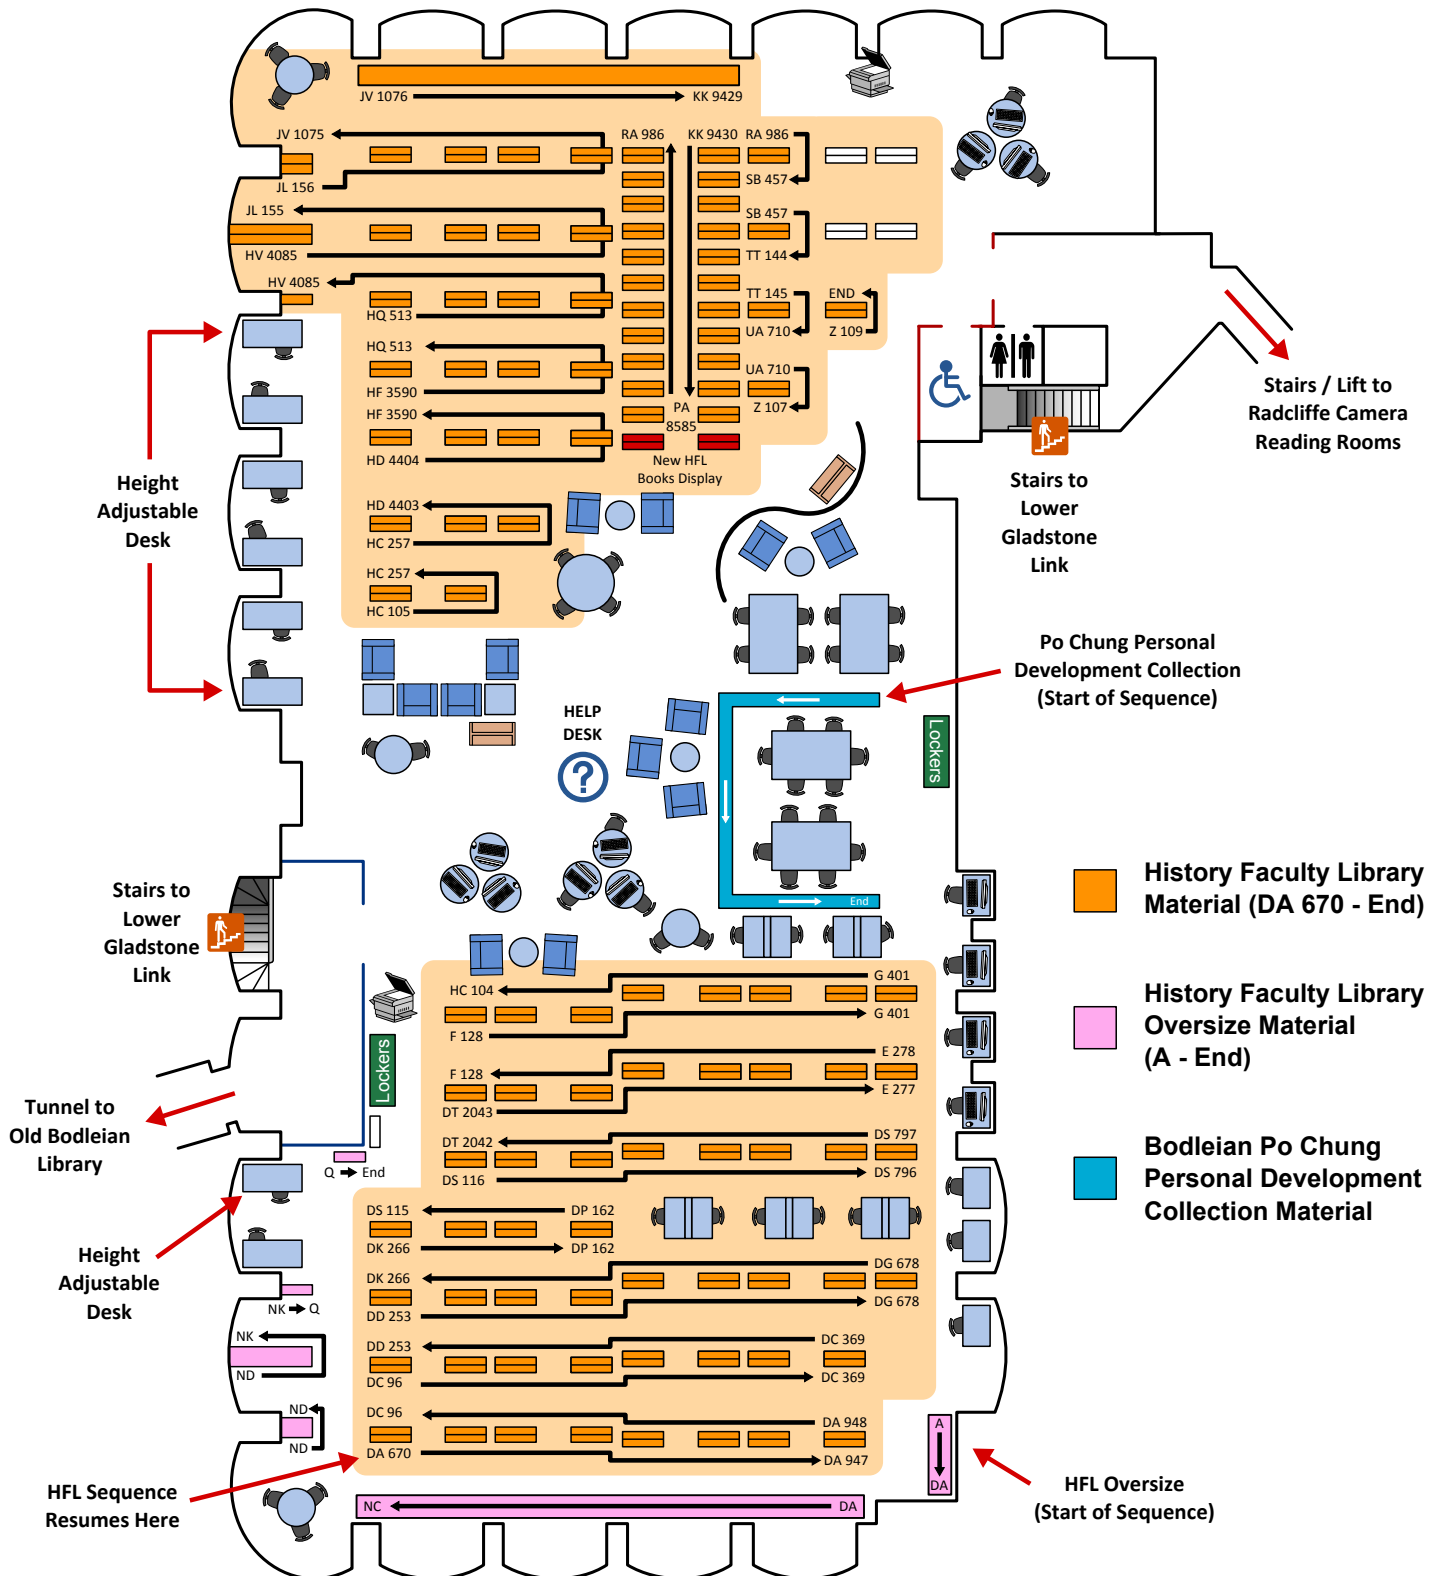 JV 1076
KK 9429
JV 1075
RA 986
KK 9430
RA 986
JL 156
SB 457
JL 155
SB 457
HV 4085
TT 144
HV 4085
TT 145
END
HQ 513
UA 710
Z 109
HQ 513
UA 710
HF 3590
PA
8585
Z 107
HF 3590
HD 4404
New HFL
Books Display
HD 4403
HC 257
HC 257
HC 105
Height
Adjustable
Desk
Stairs / Lift to
Radcliffe Camera
Reading Rooms
Stairs to
Lower
Gladstone
Link
Po Chung Personal
Development Collection
(Start of Sequence)
HELP
DESK
?
Lockers
End
Stairs to
Lower
Gladstone
Link
History Faculty Library
Material (DA 670 - End)
History Faculty Library
Oversize Material
(A - End)
Bodleian Po Chung
Personal Development
Collection Material
G 401
HC 104
G 401
F 128
E 278
F 128
E 277
DT 2043
Lockers
Tunnel to
Old Bodleian
Library
DS 797
DT 2042
Q End
DS 116
DS 796
DS 115
DP 162
DK 266
DP 162
Height
Adjustable
Desk
DG 678
DK 266
NK Q
DD 253
DG 678
NK
ND
DD 253
DC 369
DC 96
DC 369
ND
ND
DC 96
DA 948
DA 670
DA 947
A
DA
HFL Sequence
Resumes Here
NC
DA
HFL Oversize
(Start of Sequence)